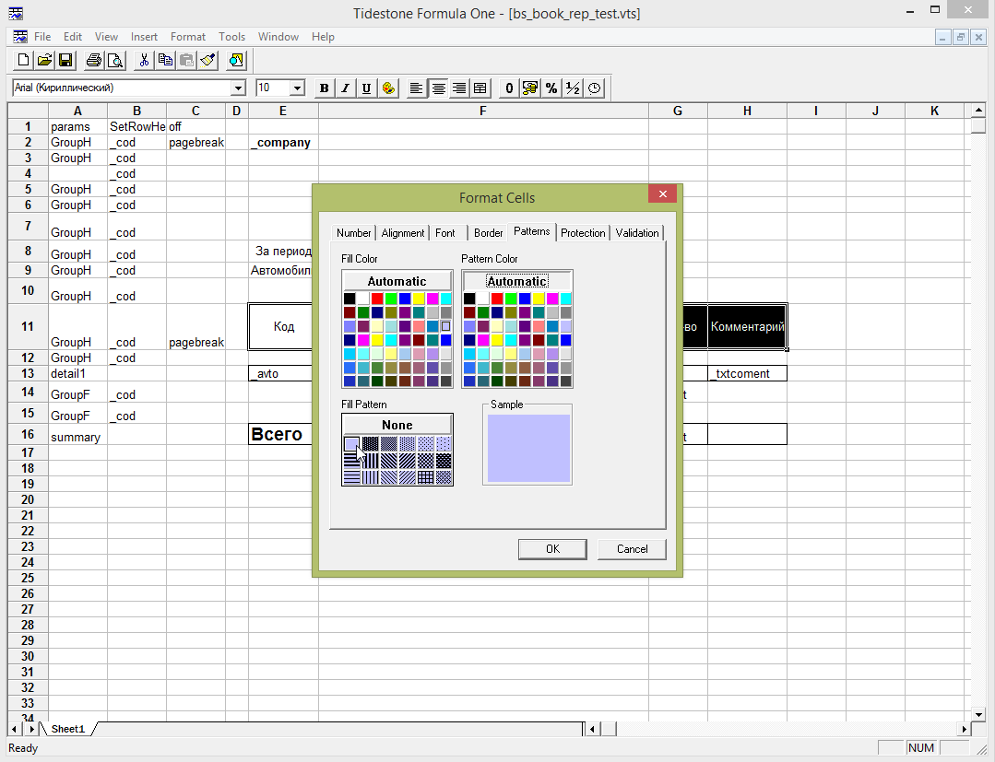 Tidestone Formula One - [bs_book_rep_test.vts]
File Edit View Insert Format Tools Window Help
Arial (Кириллический) 10 B I U 0 % ½
A B C D E F G H I J K
1 params SetRowHe off
2 GroupH _cod pagebreak _company
3 GroupH _cod
4 _cod
5 GroupH _cod
6 GroupH _cod
7 GroupH _cod
8 GroupH _cod За период
9 GroupH _cod Автомобил
10 GroupH _cod
11 GroupH _cod pagebreak Код во Комментарий
12 GroupH _cod
13 detail1 _avto _txtcoment
14 GroupF _cod t
15 GroupF _cod
16 summary Всего t
17
18
19
20
21
22
23
24
25
26
27
28
29
30
31
32
33
34
Format Cells
Number Alignment Font Border Patterns Protection Validation
Fill Color Pattern Color
Automatic Automatic
Fill Pattern Sample
None
OK Cancel
Sheet1
Ready NUM